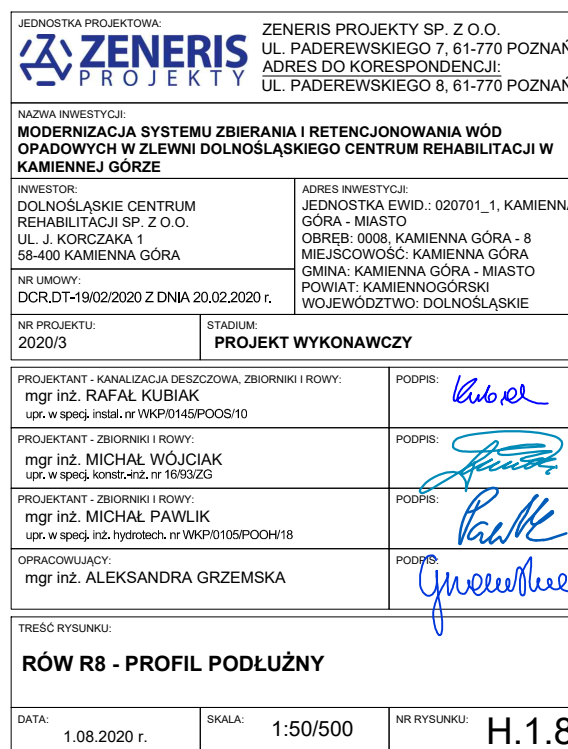 JEDNOSTKA PROJEKTOWA:
ZENERIS
PROJEKTY
ZENERIS PROJEKTY SP. Z O.O.
UL. PADEREWSKIEGO 7, 61-770 POZNAŃ
ADRES DO KORESPONDENCJI:
UL. PADEREWSKIEGO 8, 61-770 POZNAŃ
NAZWA INWESTYCJI:
MODERNIZACJA SYSTEMU ZBIERANIA I RETENCJONOWANIA WÓD
OPADOWYCH W ZLEWNI DOLNOŚLĄSKIEGO CENTRUM REHABILITACJI W
KAMIENNEJ GÓRZE
INWESTOR:
DOLNOŚLĄSKIE CENTRUM
REHABILITACJI SP. Z O.O.
UL. J. KORCZAKA 1
58-400 KAMIENNA GÓRA
ADRES INWESTYCJI:
JEDNOSTKA EWID.: 020701_1, KAMIENNA
GÓRA - MIASTO
OBRĘB: 0008, KAMIENNA GÓRA - 8
MIEJSCOWOŚĆ: KAMIENNA GÓRA
GMINA: KAMIENNA GÓRA - MIASTO
POWIAT: KAMIENNOGÓRSKI
WOJEWÓDZTWO: DOLNOŚLĄSKIE
NR UMOWY:
DCR.DT-19/02/2020 Z DNIA 20.02.2020 r.
NR PROJEKTU:
2020/3
STADIUM:
PROJEKT WYKONAWCZY
PROJEKTANT - KANALIZACJA DESZCZOWA, ZBIORNIKI I ROWY:
mgr inż. RAFAŁ KUBIAK
upr. w specj. instal. nr WKP/0145/POOS/10
PODPIS:
PROJEKTANT - ZBIORNIKI I ROWY:
mgr inż. MICHAŁ WÓJCIAK
upr. w specj. konstr.-inż. nr 16/93/ZG
PODPIS:
PROJEKTANT - ZBIORNIKI I ROWY:
mgr inż. MICHAŁ PAWLIK
upr. w specj. inż. hydrotech. nr WKP/0105/POOH/18
PODPIS:
OPRACOWUJĄCY:
mgr inż. ALEKSANDRA GRZEMSKA
PODPIS:
TREŚĆ RYSUNKU:
RÓW R8 - PROFIL PODŁUŻNY
DATA:
1.08.2020 r.
SKALA:
1:50/500
NR RYSUNKU:
H.1.8